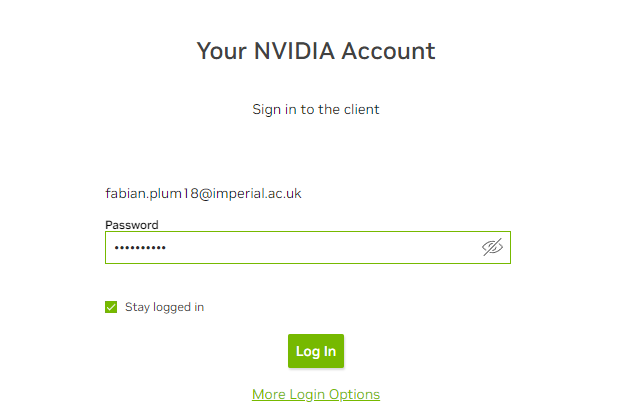 Your NVIDIA Account
Sign in to the client
fabian.plum18@imperial.ac.uk
Password
••••••••••
Stay logged in
Log In
More Login Options